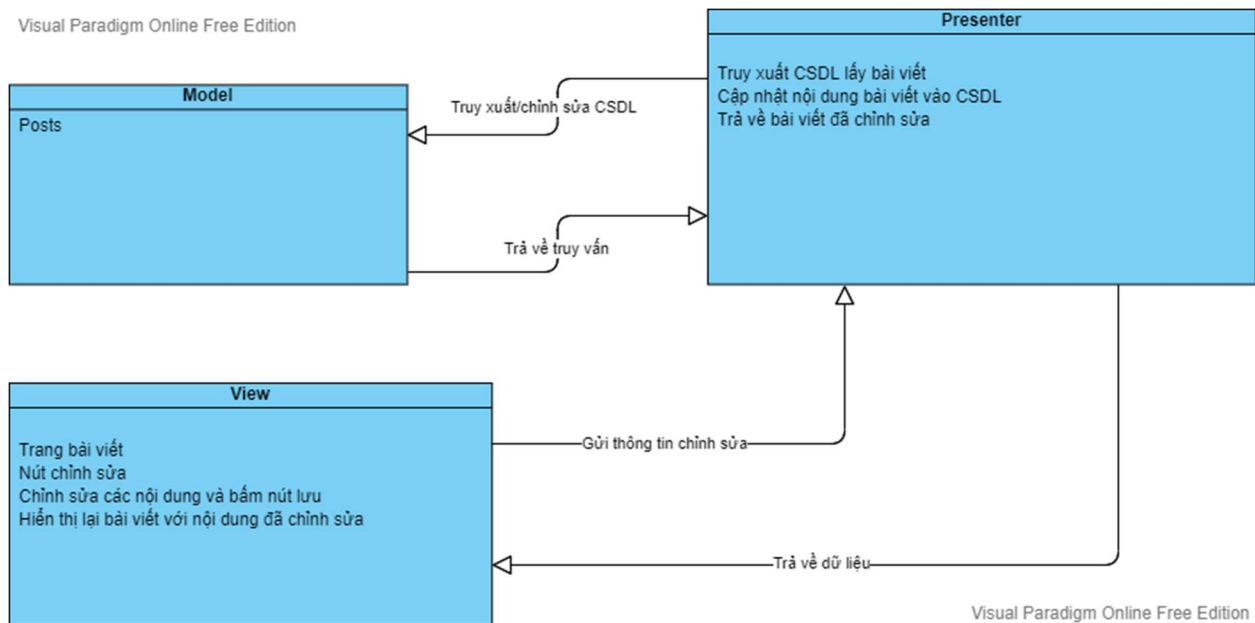 Visual Paradigm Online Free Edition
Presenter
Truy xuất CSDL lấy bài viết
Cập nhật nội dung bài viết vào CSDL
Trả về bài viết đã chỉnh sửa
Model
Posts
Truy xuất/chỉnh sửa CSDL
Trả về truy vấn
View
Trang bài viết
Nút chỉnh sửa
Chỉnh sửa các nội dung và bấm nút lưu
Hiển thị lại bài viết với nội dung đã chỉnh sửa
Gửi thông tin chỉnh sửa
Trả về dữ liệu
Visual Paradigm Online Free Edition